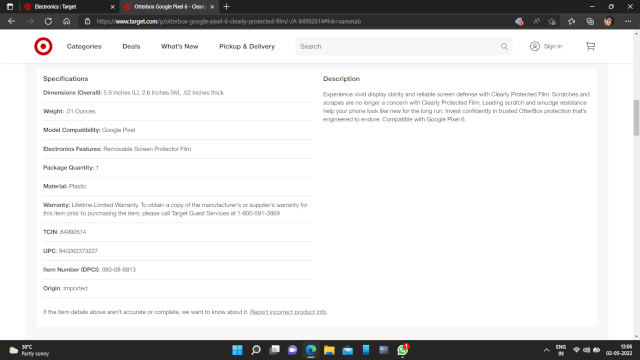 Electronics : Target
Otterbox Google Pixel 6 - Clearly
https://www.target.com/p/otterbox-google-pixel-6-clearly-protected-film/-/A-84992614#lnk=sametab
Categories
Deals
What's New
Pickup & Delivery
Search
Sign in
Specifications
Dimensions (Overall): 5.9 Inches (L), 2.6 Inches (W), .02 Inches thick
Weight: .01 Ounces
Model Compatibility: Google Pixel
Electronics Features: Removable Screen Protector Film
Package Quantity: 1
Material: Plastic
Warranty: Lifetime Limited Warranty. To obtain a copy of the manufacturer's or supplier's warranty for
this item prior to purchasing the item, please call Target Guest Services at 1-800-591-3869
TCIN: 84992614
UPC: 840262373227
Item Number (DPCI): 080-08-8813
Origin: Imported
If the item details above aren't accurate or complete, we want to know about it. Report incorrect product info.
Description
Experience vivid display clarity and reliable screen defense with Clearly Protected Film. Scratches and
scrapes are no longer a concern with Clearly Protected Film. Leading scratch and smudge resistance
help your phone look like new for the long run. Invest confidently in trusted OtterBox protection that's
engineered to endure. Compatible with Google Pixel 6.
30°C
Partly sunny
ENG
IN
13:06
02-05-2022